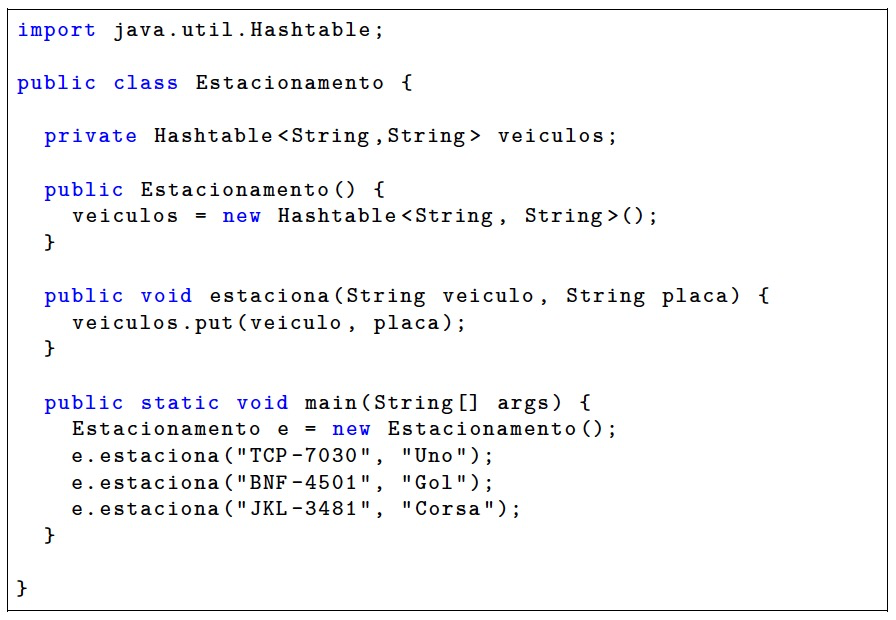 import java.util.Hashtable;
public class Estacionamento {
private Hashtable<String,String> veiculos;
public Estacionamento() {
veiculos = new Hashtable<String, String>();
}
public void estaciona(String veiculo, String placa) {
veiculos.put(veiculo, placa);
}
public static void main(String[] args) {
Estacionamento e = new Estacionamento();
e.estaciona("TCP-7030", "Uno");
e.estaciona("BNF-4501", "Gol");
e.estaciona("JKL-3481", "Corsa");
}
}